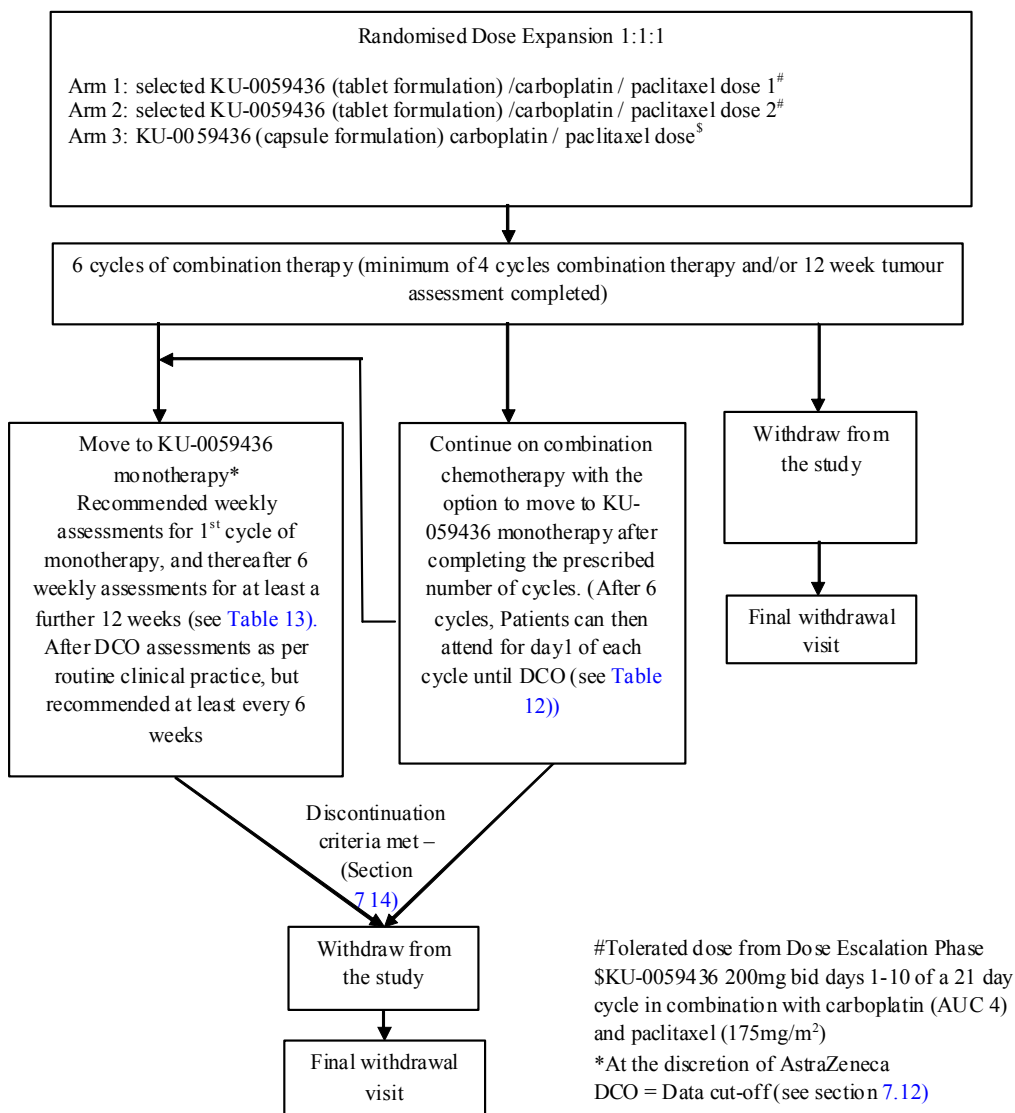 Randomised Dose Expansion 1:1:1
Arm 1: selected KU-0059436 (tablet formulation) /carboplatin / paclitaxel dose 1#
Arm 2: selected KU-0059436 (tablet formulation) /carboplatin / paclitaxel dose 2#
Arm 3: KU-0059436 (capsule formulation) carboplatin / paclitaxel dose$
6 cycles of combination therapy (minimum of 4 cycles combination therapy and/or 12 week tumour
assessment completed)
Move to KU-0059436
monotherapy*
Recommended weekly
assessments for 1st cycle of
monotherapy, and thereafter 6
weekly assessments for at least a
further 12 weeks (see Table 13).
After DCO assessments as per
routine clinical practice, but
recommended at least every 6
weeks
Continue on combination
chemotherapy with the
option to move to KU-
059436 monotherapy after
completing the prescribed
number of cycles. (After 6
cycles, Patients can then
attend for day1 of each
cycle until DCO (see Table
12))
Withdraw from
the study
Final withdrawal
visit
Discontinuation
criteria met –
(Section
7.14)
Withdraw from
the study
Final withdrawal
visit
#Tolerated dose from Dose Escalation Phase
$KU-0059436 200mg bid days 1-10 of a 21 day
cycle in combination with carboplatin (AUC 4)
and paclitaxel (175mg/m²)
*At the discretion of AstraZeneca
DCO = Data cut-off (see section 7.12)